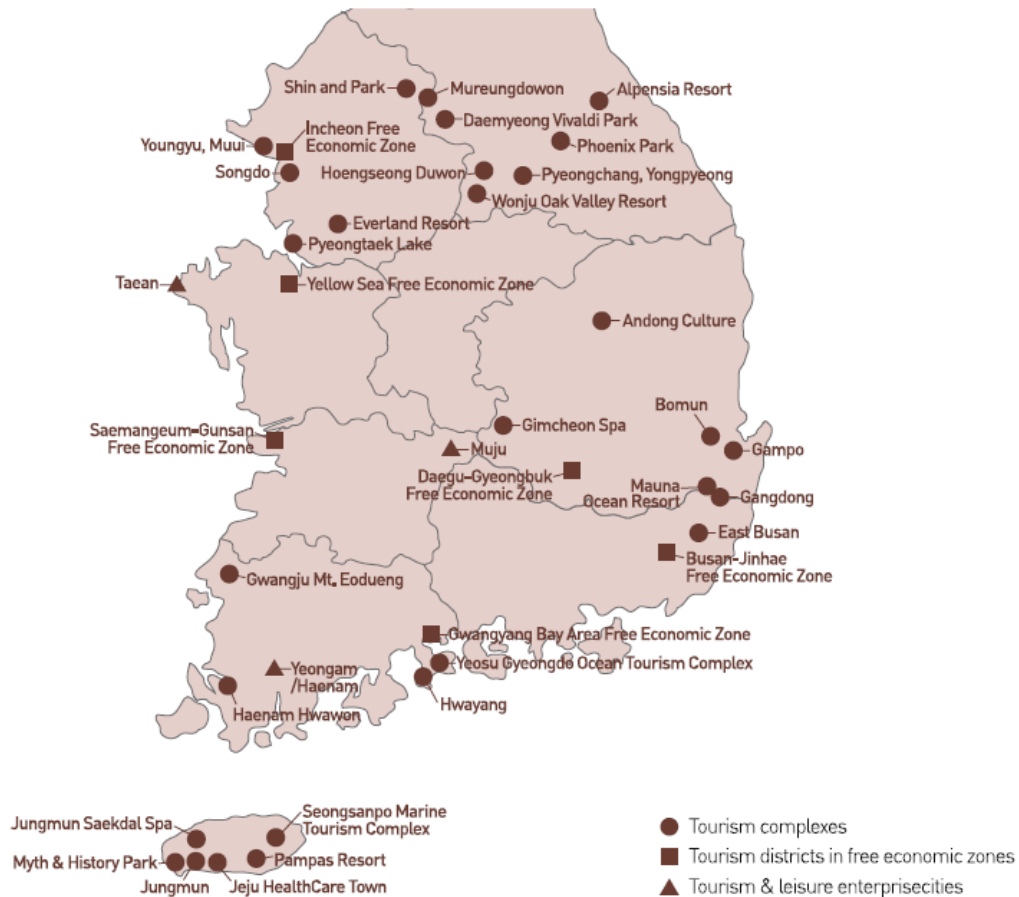 Shin and Park
Mureungdowon
Alpensia Resort
Daemyeong Vivaldi Park
Incheon Free
Economic Zone
Youngyu, Muui
Phoenix Park
Songdo
Hoengseong Duwon
Pyeongchang, Yongpyeong
Wonju Oak Valley Resort
Everland Resort
Pyeongtaek Lake
Taean
Yellow Sea Free Economic Zone
Andong Culture
Bomun
Gimcheon Spa
Saemangeum-Gunsan
Free Economic Zone
Muju
Gampo
Daegu-Gyeongbuk
Free Economic Zone
Mauna
Ocean Resort
Gangdong
East Busan
Busan-Jinhae
Free Economic Zone
Gwangju Mt. Eodueng
Gwangyang Bay Area Free Economic Zone
Yeosu Gyeongdo Ocean Tourism Complex
Yeongam
/Haenam
Hwayang
Haenam Hwawon
Seongsanpo Marine
Tourism Complex
Jungmun Saekdal Spa
Myth & History Park
Pampas Resort
Jungmun
Jeju HealthCare Town
Tourism complexes
Tourism districts in free economic zones
Tourism & leisure enterprisecities